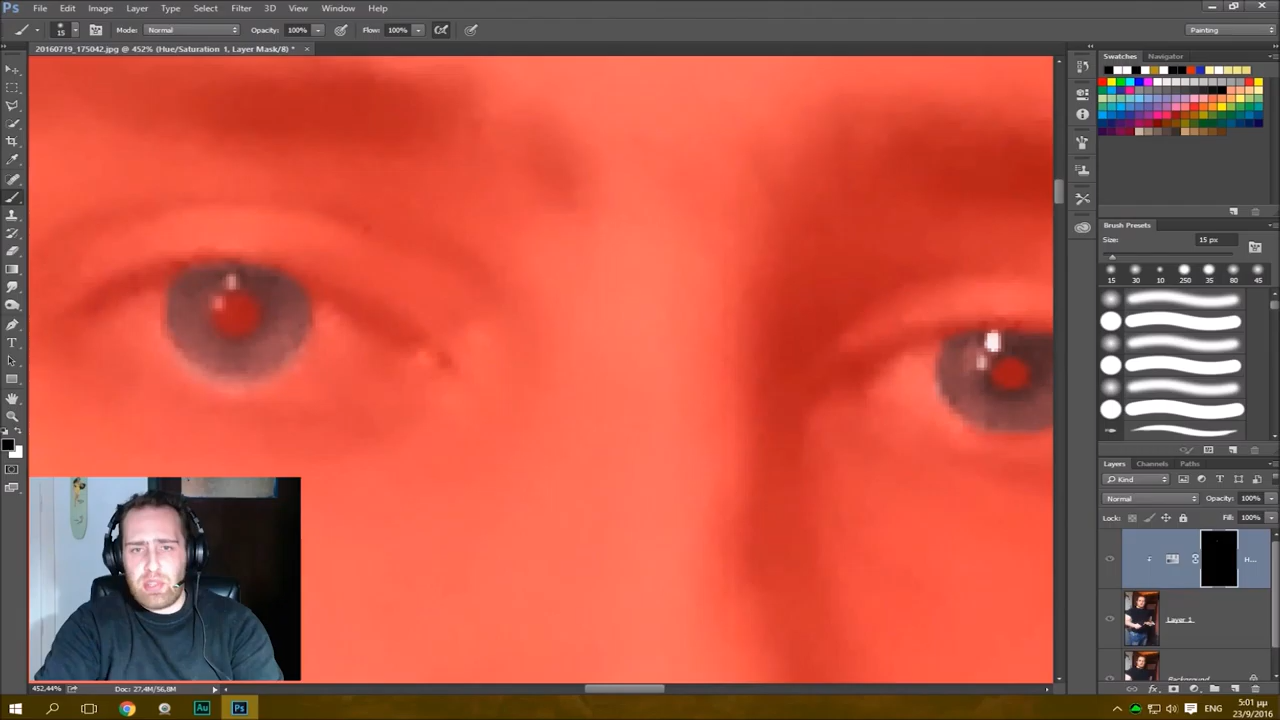 Ps File Edit Image Layer Type Select Filter 3D View Window Help
15 Mode: Normal Opacity: 100% Flow: 100% Painting
20160719_175042.jpg @ 452% (Hue/Saturation 1, Layer Mask/8) * ×
Swatches Navigator
Brush Presets
Size: 15 px
15 30 10 250 35 80 45
Layers Channels Paths
Kind
Normal Opacity: 100%
Lock: Fill: 100%
H...
Layer 1
Background
452,44% Doc: 27,4M/56,8M
Au Ps ENG 5:01 μμ
23/9/2016